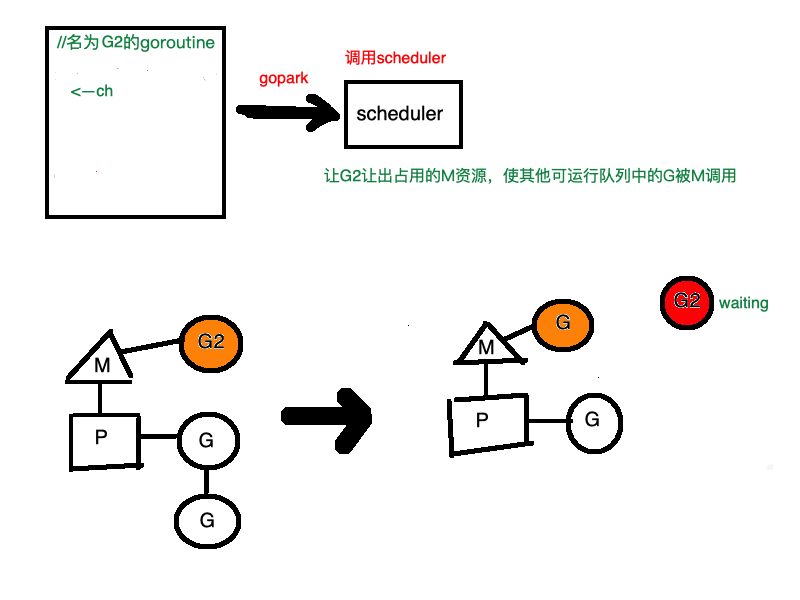 //名为G2的goroutine
<—ch
gopark
调用scheduler
scheduler
让G2让出占用的M资源，使其他可运行队列中的G被M调用
G2
M
P
G
G
G
M
P
G
G2
waiting